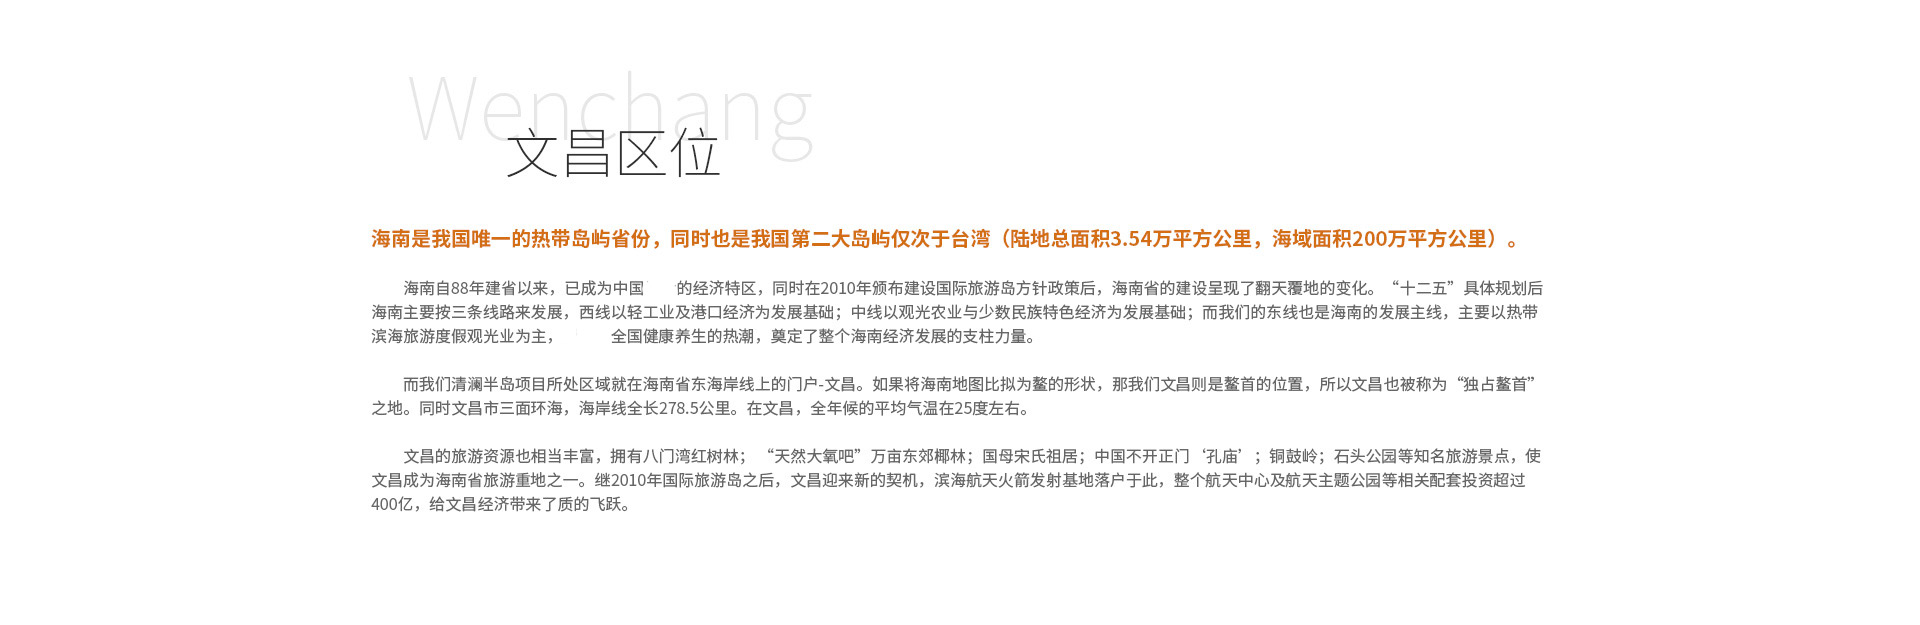 Wenchang
文昌区位
海南是我国唯一的热带岛屿省份，同时也是我国第二大岛屿仅次于台湾（陆地总面积3.54万平方公里，海域面积200万平方公里）。
海南自88年建省以来，已成为中国 的经济特区，同时在2010年颁布建设国际旅游岛方针政策后，海南省的建设呈现了翻天覆地的变化。“十二五”具体规划后
海南主要按三条线路来发展，西线以轻工业及港口经济为发展基础；中线以观光农业与少数民族特色经济为发展基础；而我们的东线也是海南的发展主线，主要以热带
滨海旅游度假观光业为主， 全国健康养生的热潮，奠定了整个海南经济发展的支柱力量。
而我们清澜半岛项目所处区域就在海南省东海岸线上的门户-文昌。如果将海南地图比拟为鳌的形状，那我们文昌则是鳌首的位置，所以文昌也被称为“独占鳌首”
之地。同时文昌市三面环海，海岸线全长278.5公里。在文昌，全年候的平均气温在25度左右。
文昌的旅游资源也相当丰富，拥有八门湾红树林；“天然大氧吧”万亩东郊椰林；国母宋氏祖居；中国不开正门‘孔庙’；铜鼓岭；石头公园等知名旅游景点，使
文昌成为海南省旅游重地之一。继2010年国际旅游岛之后，文昌迎来新的契机，滨海航天火箭发射基地落户于此，整个航天中心及航天主题公园等相关配套投资超过
400亿，给文昌经济带来了质的飞跃。